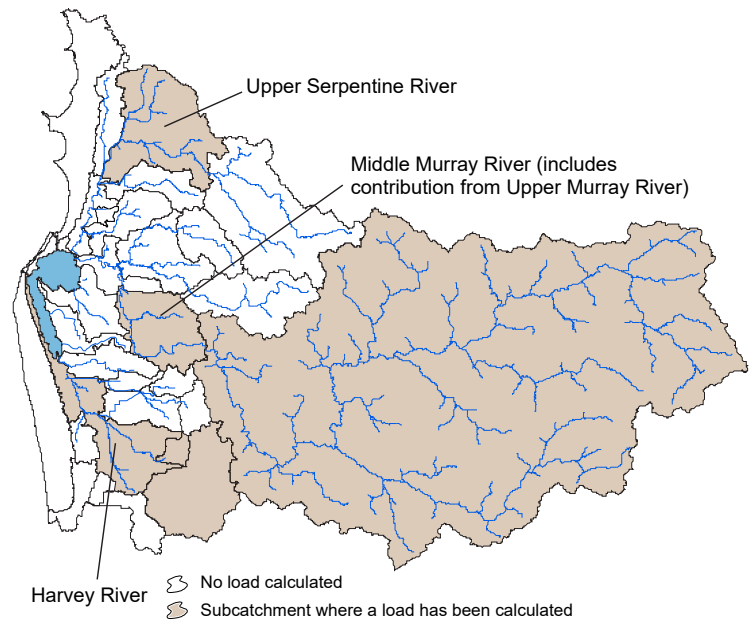 Upper Serpentine River
Middle Murray River (includes
contribution from Upper Murray River)
Harvey River
No load calculated
Subcatchment where a load has been calculated